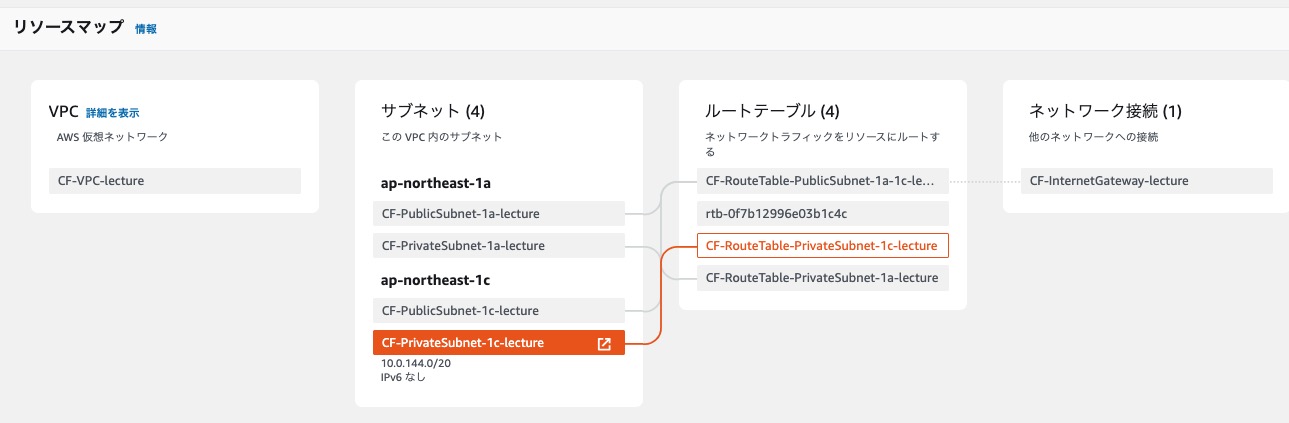 リソースマップ 情報
VPC 詳細を表示
AWS 仮想ネットワーク
CF-VPC-lecture
サブネット (4)
この VPC 内のサブネット
ap-northeast-1a
CF-PublicSubnet-1a-lecture
CF-PrivateSubnet-1a-lecture
ap-northeast-1c
CF-PublicSubnet-1c-lecture
CF-PrivateSubnet-1c-lecture
10.0.144.0/20
IPv6 なし
ルートテーブル (4)
ネットワークトラフィックをリソースにルートす
る
CF-RouteTable-PublicSubnet-1a-1c-le...
rtb-0f7b12996e03b1c4c
CF-RouteTable-PrivateSubnet-1c-lecture
CF-RouteTable-PrivateSubnet-1a-lecture
ネットワーク接続 (1)
他のネットワークへの接続
CF-InternetGateway-lecture